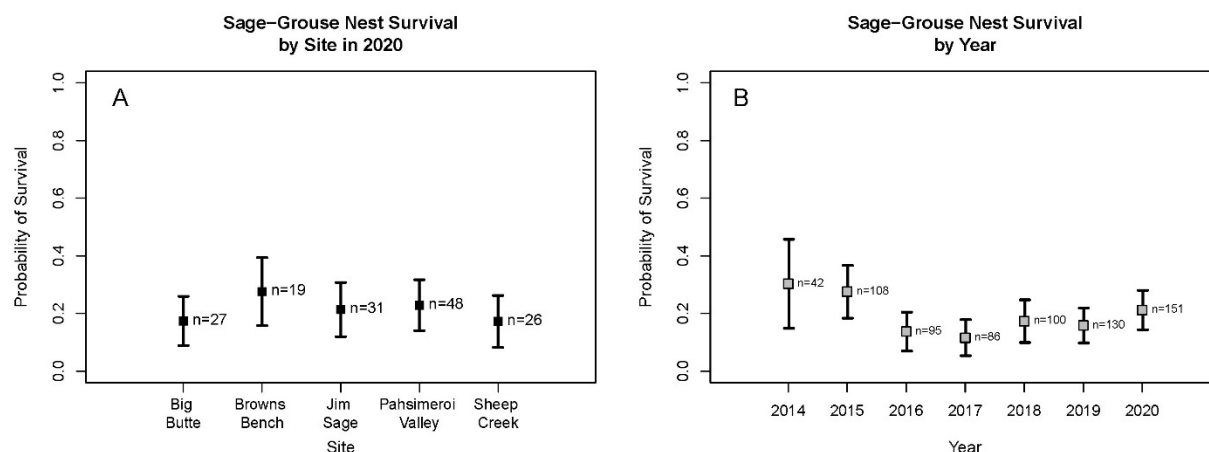 Sage-Grouse Nest Survival
by Site in 2020
A
Probability of Survival
1.0
0.8
0.6
0.4
0.2
0.0
n=27
n=19
n=31
n=48
n=26
Big Butte
Browns Bench
Jim Sage
Pahsimeroi Valley
Sheep Creek
Site
Sage-Grouse Nest Survival
by Year
B
Probability of Survival
1.0
0.8
0.6
0.4
0.2
0.0
n=42
n=108
n=95
n=86
n=100
n=130
n=151
2014 2015 2016 2017 2018 2019 2020
Year